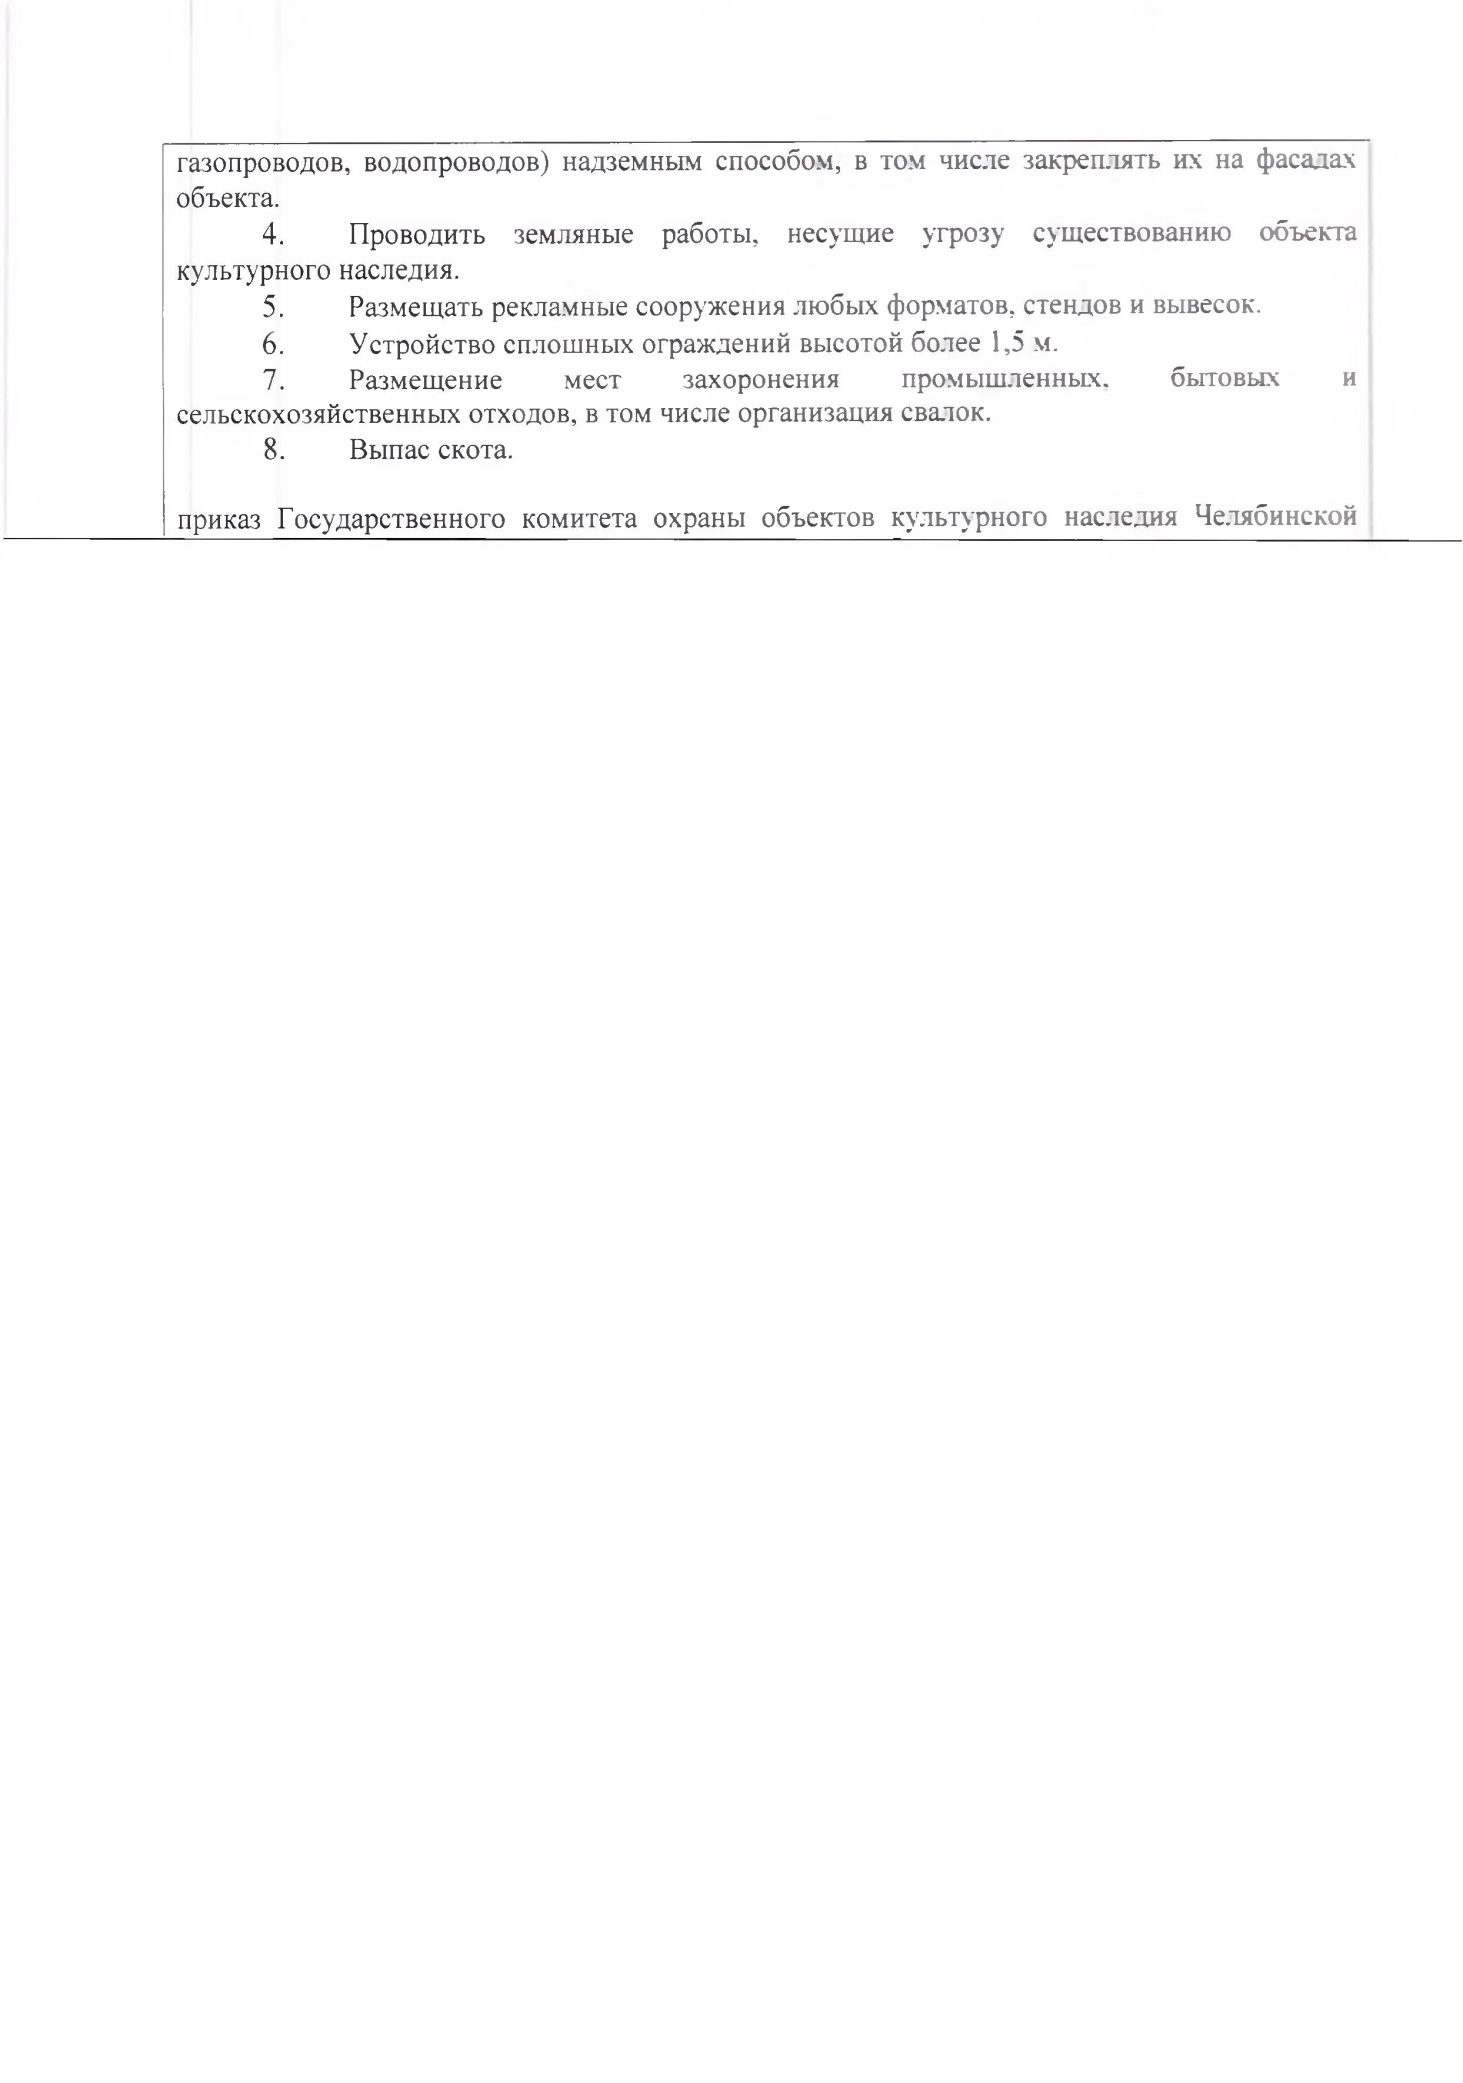 газопроводов, водопроводов) надземным способом, в том числе закреплять их на фасадах
объекта.
4. Проводить земляные работы, несущие угрозу существованию объекта
культурного наследия.
5. Размещать рекламные сооружения любых форматов, стендов и вывесок.
6. Устройство сплошных ограждений высотой более 1,5 м.
7. Размещение мест захоронения промышленных, бытовых и
сельскохозяйственных отходов, в том числе организация свалок.
8. Выпас скота.
приказ Государственного комитета охраны объектов культурного наследия Челябинской